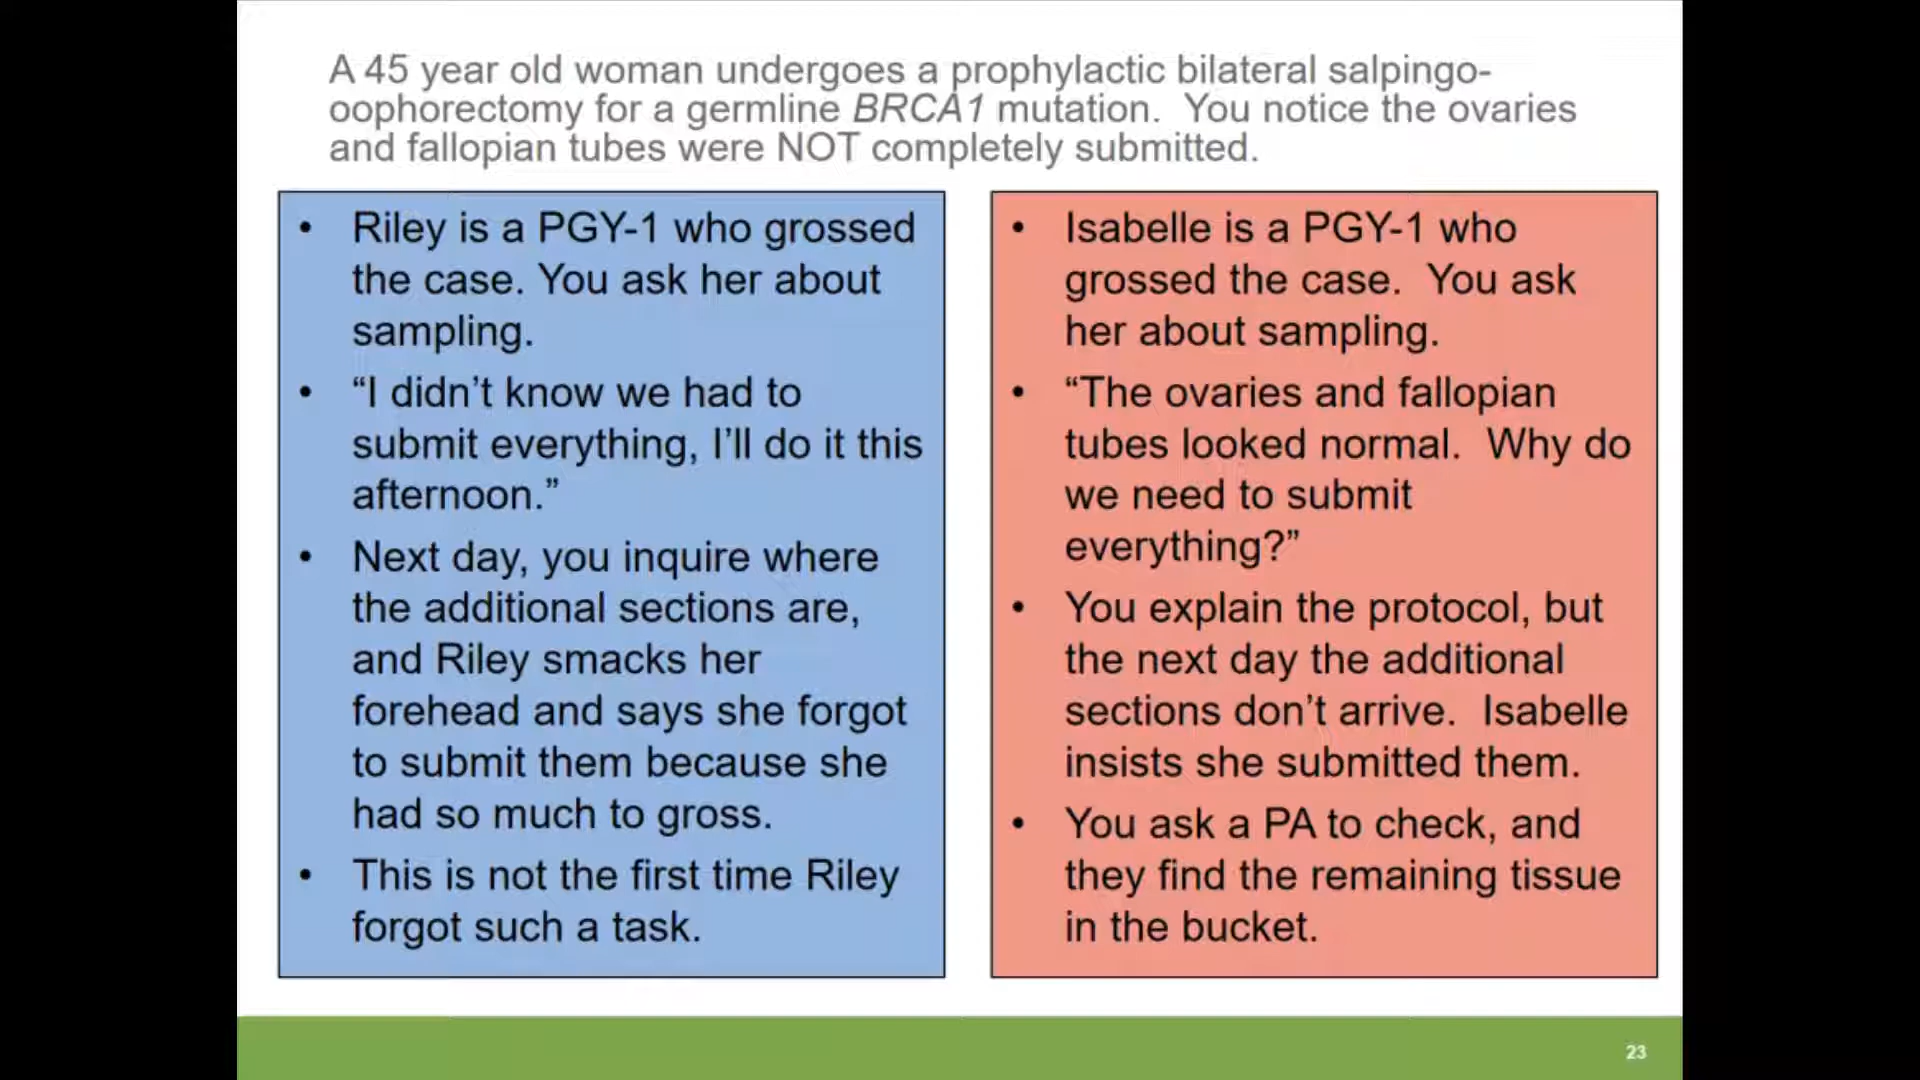 A 45 year old woman undergoes a prophylactic bilateral salpingo-
oophorectomy for a germline BRCA1 mutation.  You notice the ovaries
and fallopian tubes were NOT completely submitted.
• Riley is a PGY-1 who grossed
the case. You ask her about
sampling.
• “I didn’t know we had to
submit everything, I’ll do it this
afternoon.”
• Next day, you inquire where
the additional sections are,
and Riley smacks her
forehead and says she forgot
to submit them because she
had so much to gross.
• This is not the first time Riley
forgot such a task.
• Isabelle is a PGY-1 who
grossed the case.  You ask
her about sampling.
• “The ovaries and fallopian
tubes looked normal.  Why do
we need to submit
everything?”
• You explain the protocol, but
the next day the additional
sections don’t arrive.  Isabelle
insists she submitted them.
• You ask a PA to check, and
they find the remaining tissue
in the bucket.
23